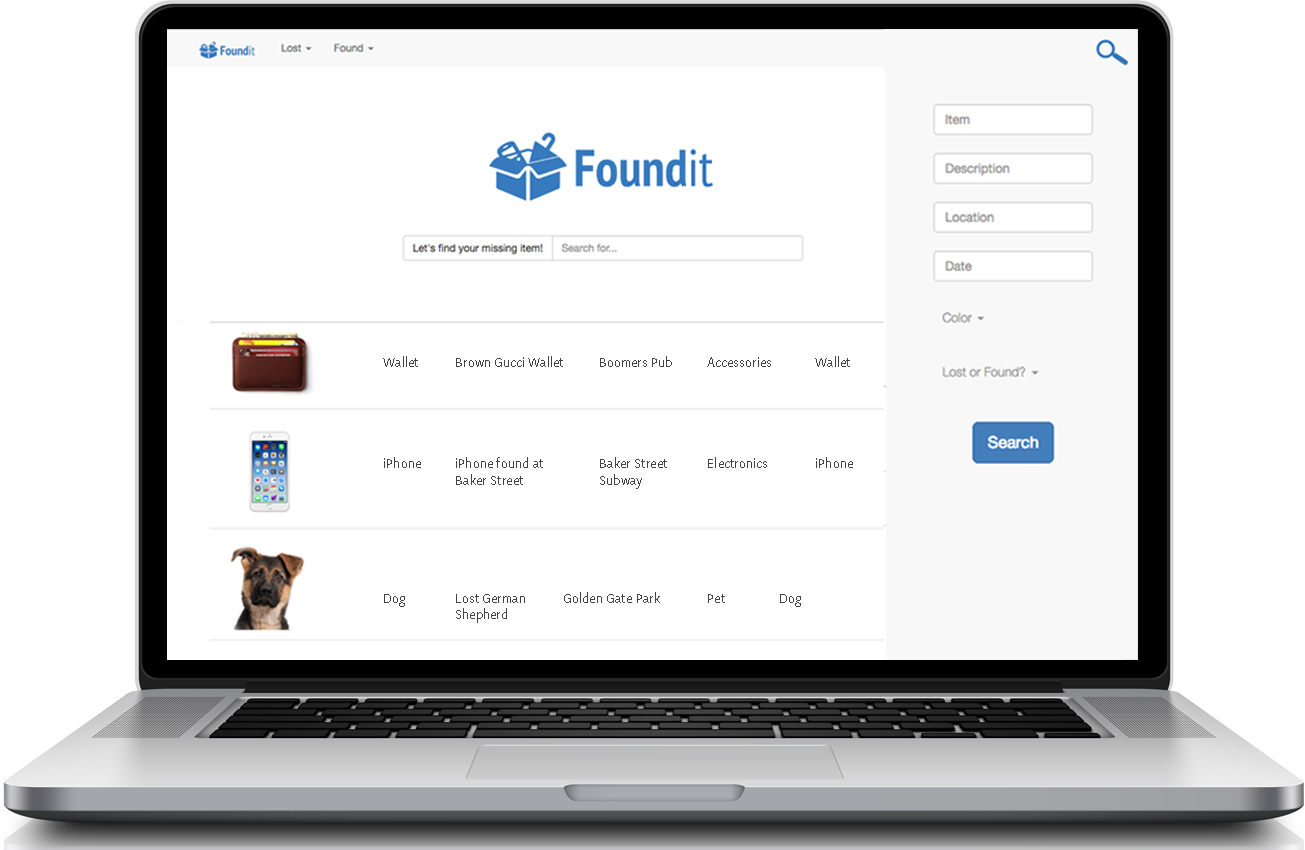 Foundit Lost Found
Foundit
Let's find your missing item! Search for...
Wallet Brown Gucci Wallet Boomers Pub Accessories Wallet
iPhone iPhone found at Baker Street Electronics iPhone
Baker Street Subway
Dog Lost German Golden Gate Park Pet Dog
Shepherd
Item
Description
Location
Date
Color
Lost or Found?
Search